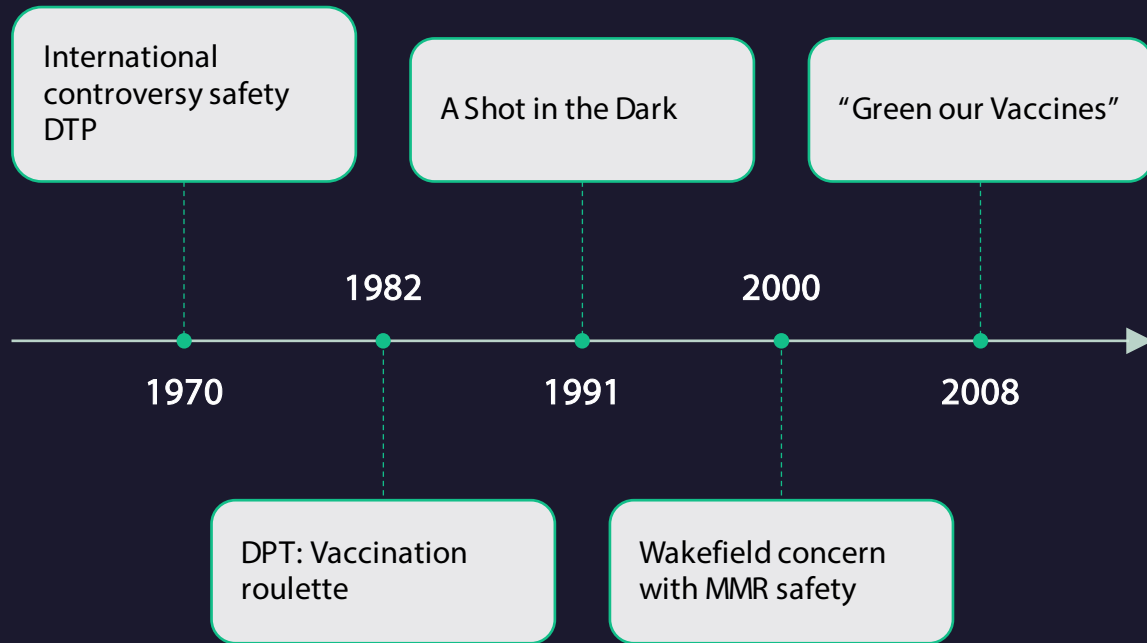 International
controversy safety
DTP
A Shot in the Dark
“Green our Vaccines”
1982
2000
1970
1991
2008
DPT: Vaccination
roulette
Wakefield concern
with MMR safety